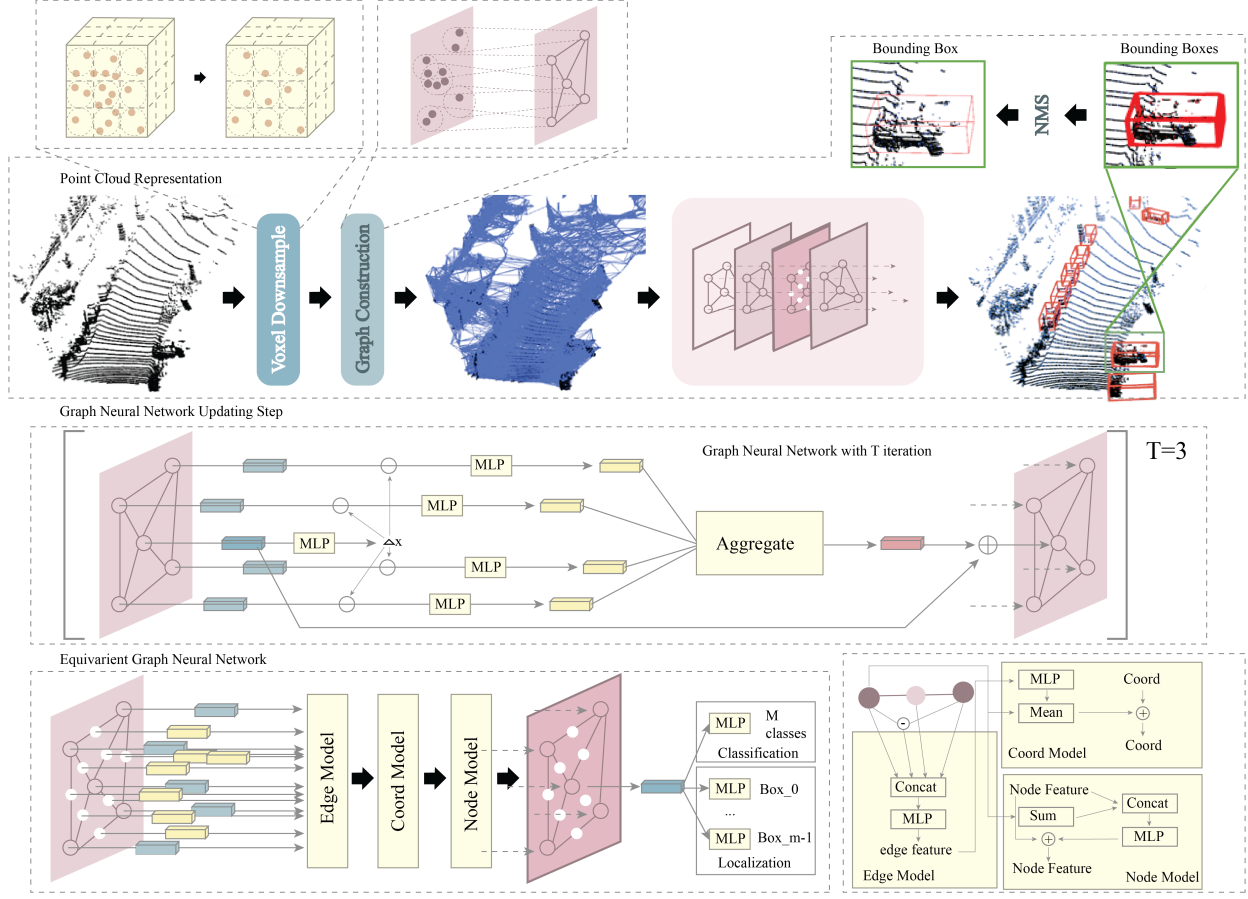 Bounding Box
Bounding Boxes
NMS
Point Cloud Representation
Voxel Downsample
Graph Construction
Graph Neural Network Updating Step
Graph Neural Network with T iteration
T=3
MLP
MLP
MLP
Δx
MLP
MLP
Aggregate
Equivarient Graph Neural Network
Edge Model
Coord Model
Node Model
MLP
M
classes
Classification
MLP
Box_0
...
MLP
Box_m-1
Localization
-
Concat
MLP
edge feature
Edge Model
MLP
Coord
Mean
Coord
Coord Model
Node Feature
Sum
Concat
MLP
Node Feature
Node Model